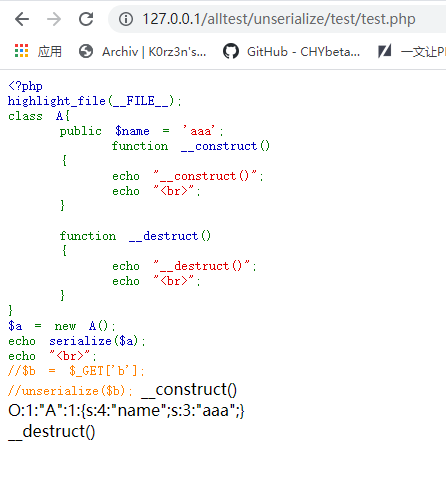 127.0.0.1/alltest/unserialize/test/test.php
应用 Archiv | K0rz3n's... GitHub - CHYbeta... 一文让P
<?php
highlight_file(__FILE__);
class A{
public $name = 'aaa';
function __construct()
{
echo "__construct()";
echo "<br>";
}
function __destruct()
{
echo "__destruct()";
echo "<br>";
}
}
$a = new A();
echo serialize($a);
echo "<br>";
//$b = $_GET['b'];
//unserialize($b); __construct()
O:1:"A":1:{s:4:"name";s:3:"aaa";}
__destruct()